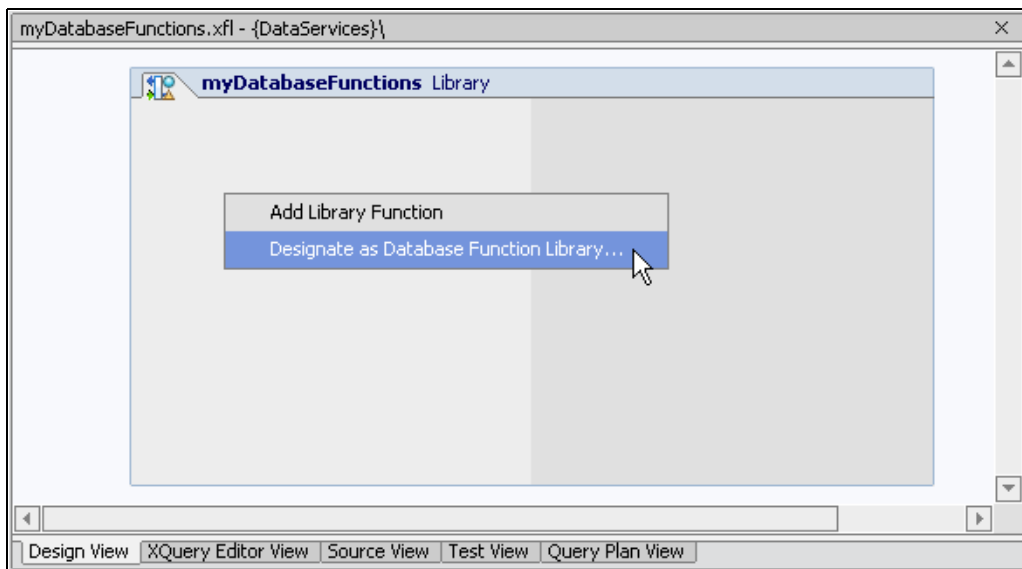 myDatabaseFunctions.xfl - {DataServices}\
myDatabaseFunctions Library
Add Library Function
Designate as Database Function Library...
Design View XQuery Editor View Source View Test View Query Plan View